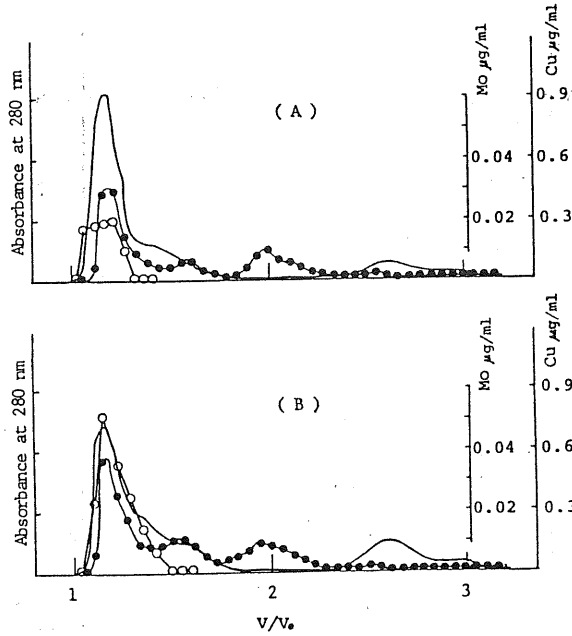 Absorbance at 280 nm
( A )
Mo µg/ml
0.04
0.02
Cu µg/ml
0.9
0.6
0.3
Absorbance at 280 nm
( B )
Mo µg/ml
0.04
0.02
Cu µg/ml
0.9
0.6
0.3
1
2
3
V/Vₒ